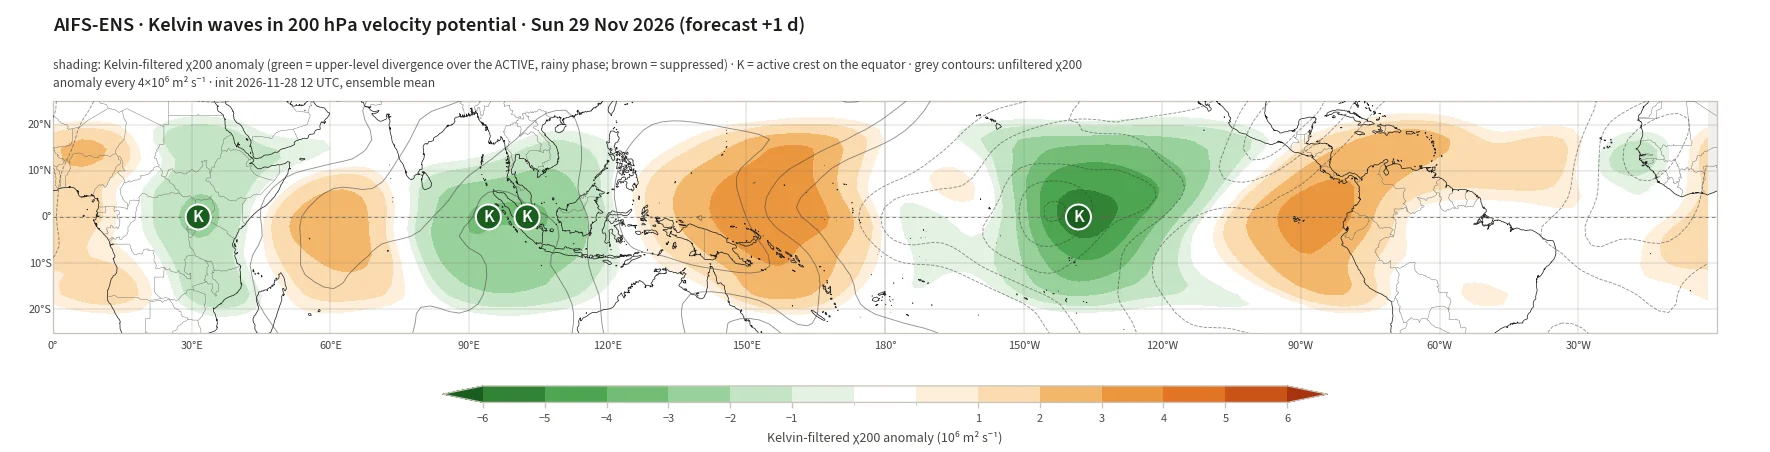 AIFS-ENS · Kelvin waves in 200 hPa velocity potential · Sun 29 Nov 2026 (forecast +1 d)
shading: Kelvin-filtered χ200 anomaly (green = upper-level divergence over the ACTIVE, rainy phase; brown = suppressed) · K = active crest on the equator · grey contours: unfiltered χ200
anomaly every 4×10⁶ m² s⁻¹ · init 2026-11-28 12 UTC, ensemble mean
20°N
10°N
0°
10°S
20°S
K K K K
0° 30°E 60°E 90°E 120°E 150°E 180° 150°W 120°W 90°W 60°W 30°W
−6 −5 −4 −3 −2 −1 1 2 3 4 5 6
Kelvin-filtered χ200 anomaly (10⁶ m² s⁻¹)